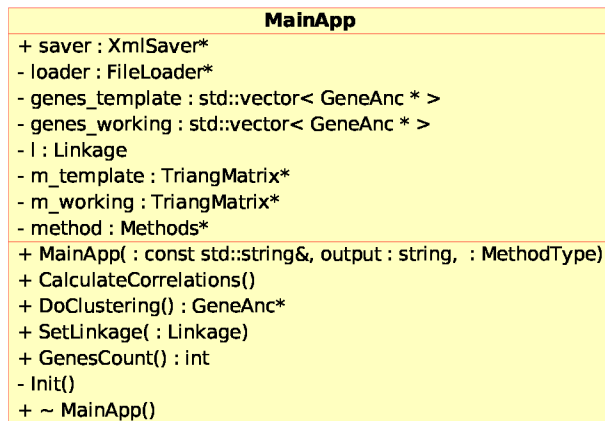 MainApp
+ saver : XmlSaver*
- loader : FileLoader*
- genes_template : std::vector< GeneAnc * >
- genes_working : std::vector< GeneAnc * >
- l : Linkage
- m_template : TriangMatrix*
- m_working : TriangMatrix*
- method : Methods*
+ MainApp( : const std::string&, output : string,  : MethodType)
+ CalculateCorrelations()
+ DoClustering() : GeneAnc*
+ SetLinkage( : Linkage)
+ GenesCount() : int
- Init()
+ ~ MainApp()